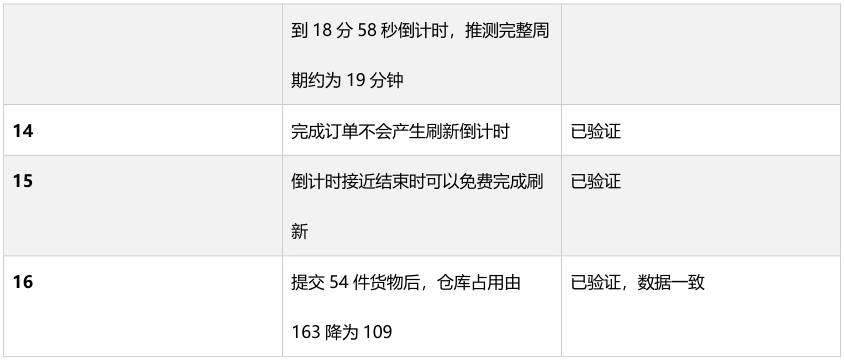 到 18 分 58 秒倒计时，推测完整周
期约为 19 分钟
14 完成订单不会产生刷新倒计时 已验证
15 倒计时接近结束时可以免费完成刷 已验证
新
16 提交 54 件货物后，仓库占用由 已验证，数据一致
163 降为 109